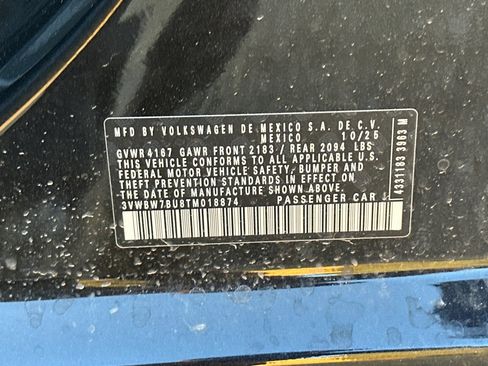 MFD BY VOLKSWAGEN DE MEXICO S.A. DE C.V.
MEXICO 10/25
GVWR 4167 GAWR FRONT 2183 / REAR 2094 LBS
THIS VEHICLE CONFORMS TO ALL APPLICABLE U.S.
FEDERAL MOTOR VEHICLE SAFETY, BUMPER AND
THEFT PREVENTION STANDARDS IN EFFECT ON
THE DATE OF MANUFACTURE SHOWN ABOVE.
3VWBW7BU8TM018874 PASSENGER CAR
4331183 3963 M